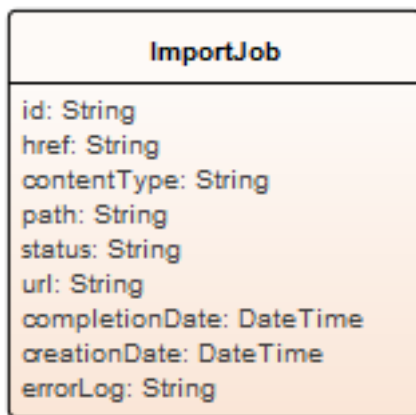 ImportJob
id: String
href: String
contentType: String
path: String
status: String
url: String
completionDate: DateTime
creationDate: DateTime
errorLog: String